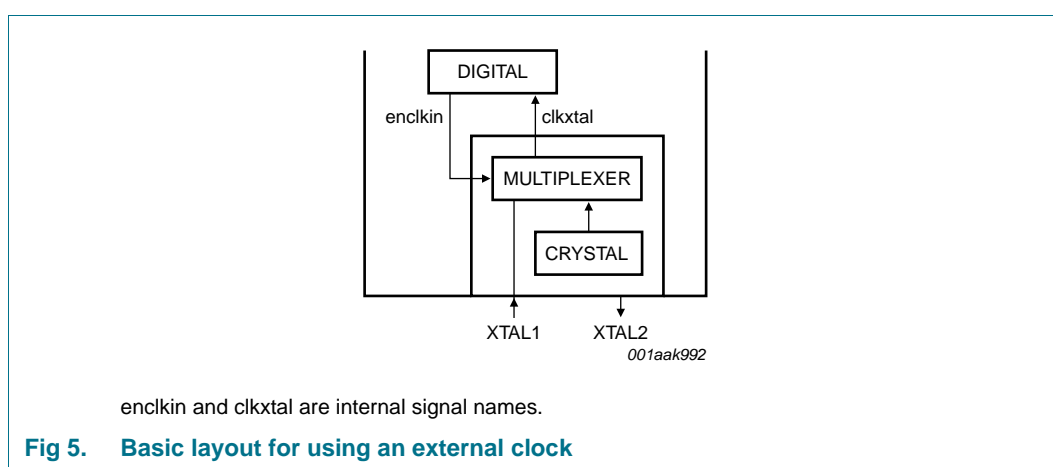 DIGITAL
enclkin clkxtal
MULTIPLEXER
CRYSTAL
XTAL1 XTAL2
001aak992
enclkin and clkxtal are internal signal names.
Fig 5. Basic layout for using an external clock